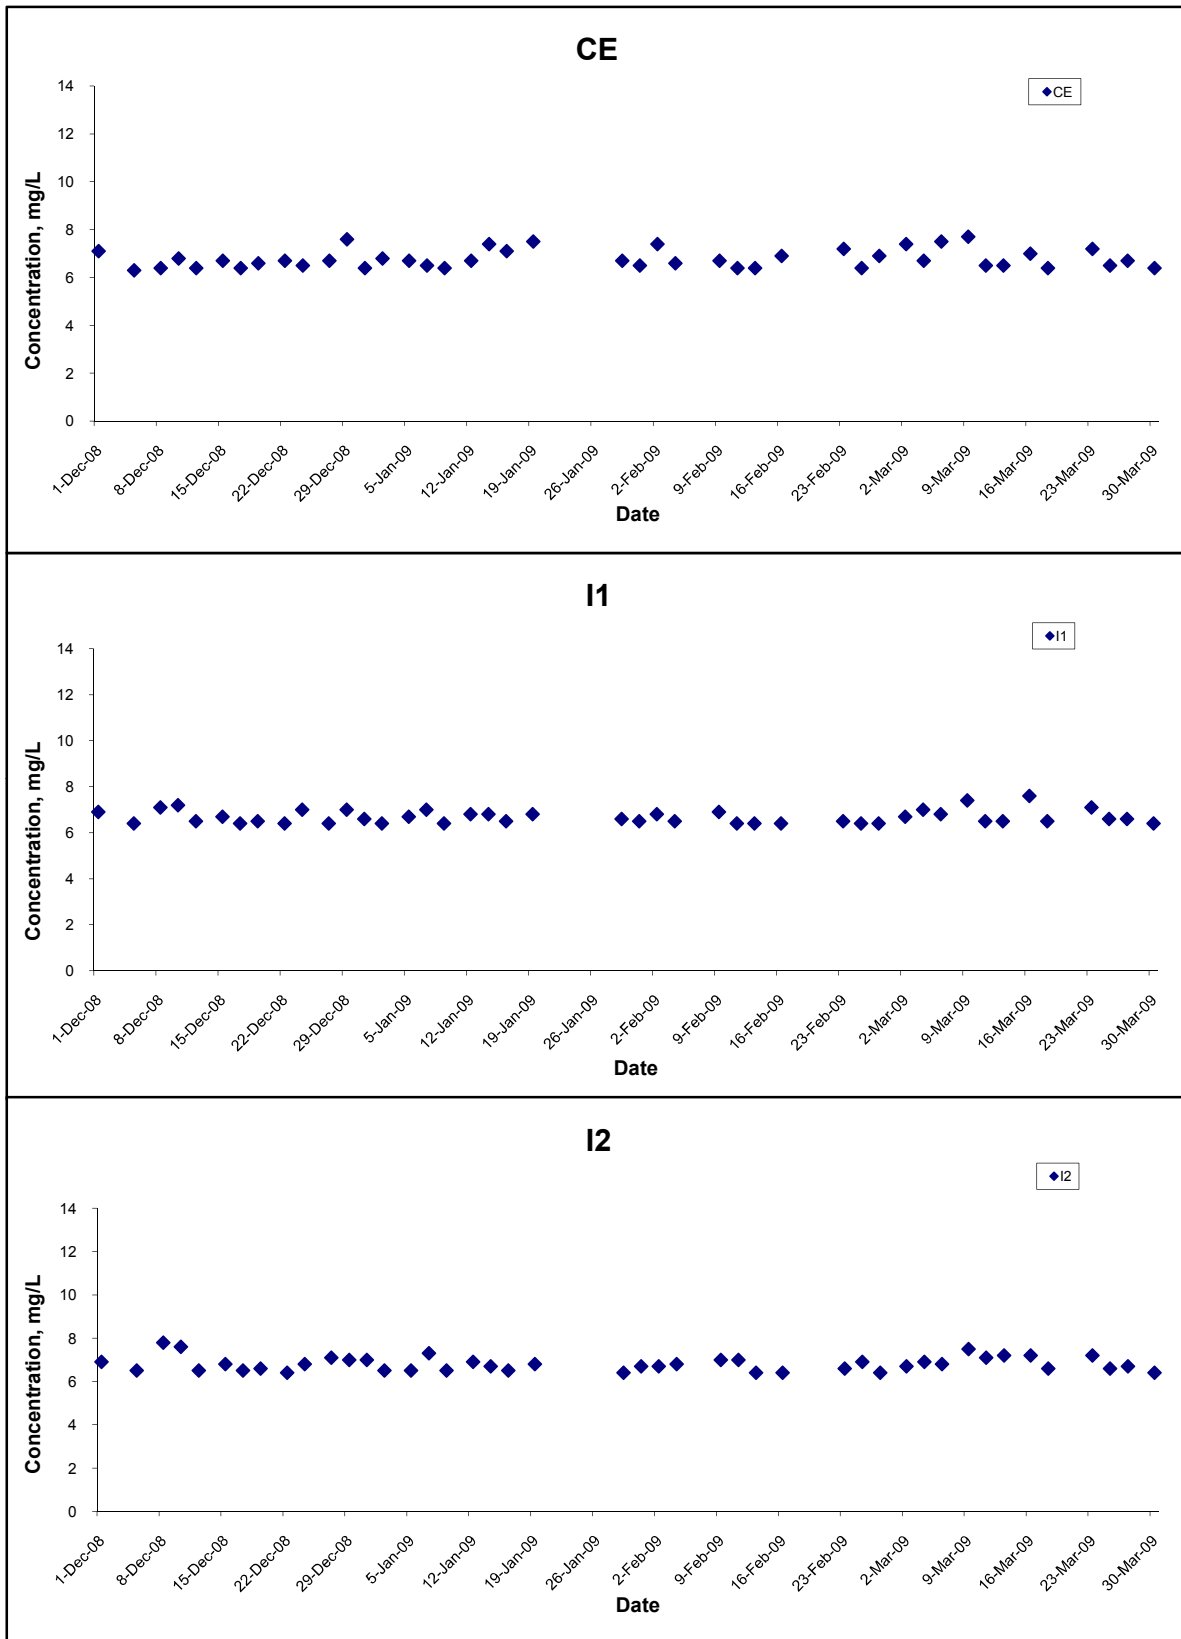 CE
CE
14
12
10
8
6
4
2
0
Concentration, mg/L
1-Dec-08
8-Dec-08
15-Dec-08
22-Dec-08
29-Dec-08
5-Jan-09
12-Jan-09
19-Jan-09
26-Jan-09
2-Feb-09
9-Feb-09
16-Feb-09
23-Feb-09
2-Mar-09
9-Mar-09
16-Mar-09
23-Mar-09
30-Mar-09
Date
I1
I1
14
12
10
8
6
4
2
0
Concentration, mg/L
1-Dec-08
8-Dec-08
15-Dec-08
22-Dec-08
29-Dec-08
5-Jan-09
12-Jan-09
19-Jan-09
26-Jan-09
2-Feb-09
9-Feb-09
16-Feb-09
23-Feb-09
2-Mar-09
9-Mar-09
16-Mar-09
23-Mar-09
30-Mar-09
Date
I2
I2
14
12
10
8
6
4
2
0
Concentration, mg/L
1-Dec-08
8-Dec-08
15-Dec-08
22-Dec-08
29-Dec-08
5-Jan-09
12-Jan-09
19-Jan-09
26-Jan-09
2-Feb-09
9-Feb-09
16-Feb-09
23-Feb-09
2-Mar-09
9-Mar-09
16-Mar-09
23-Mar-09
30-Mar-09
Date